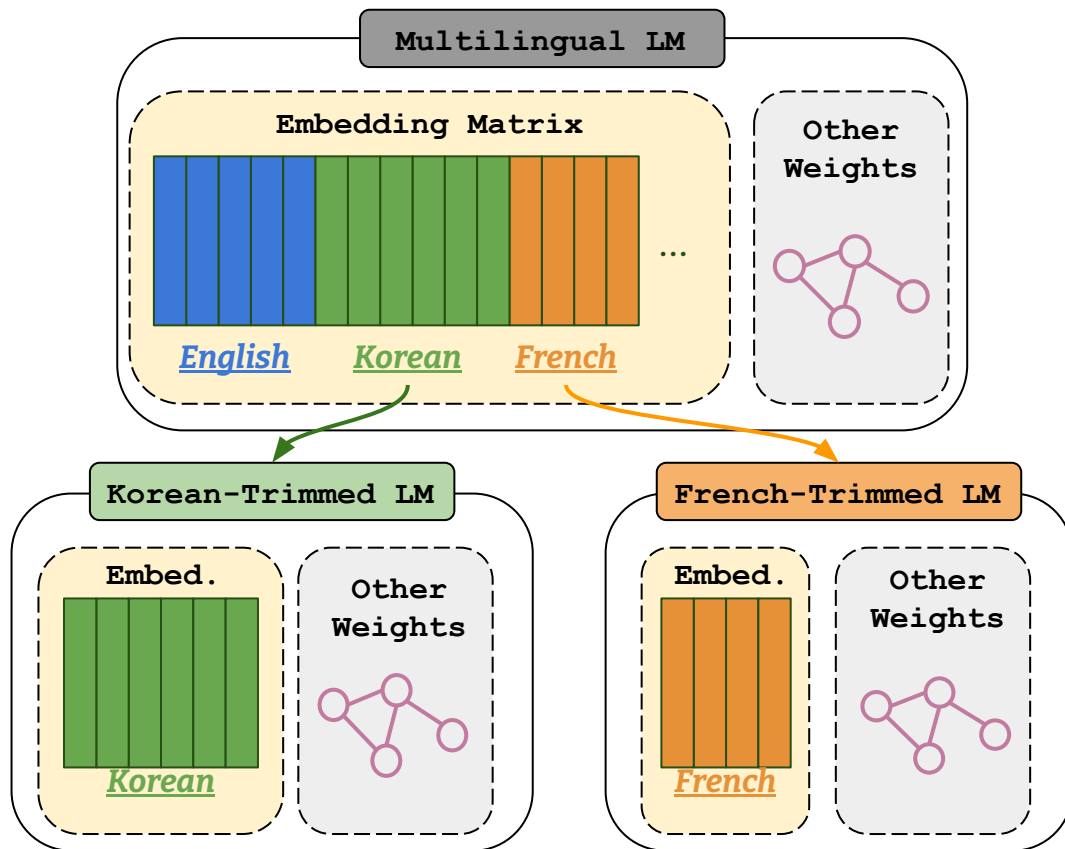 Multilingual LM
Embedding Matrix
Other
Weights
...
English
Korean
French
Korean-Trimmed LM
Embed.
Korean
Other
Weights
French-Trimmed LM
Embed.
French
Other
Weights